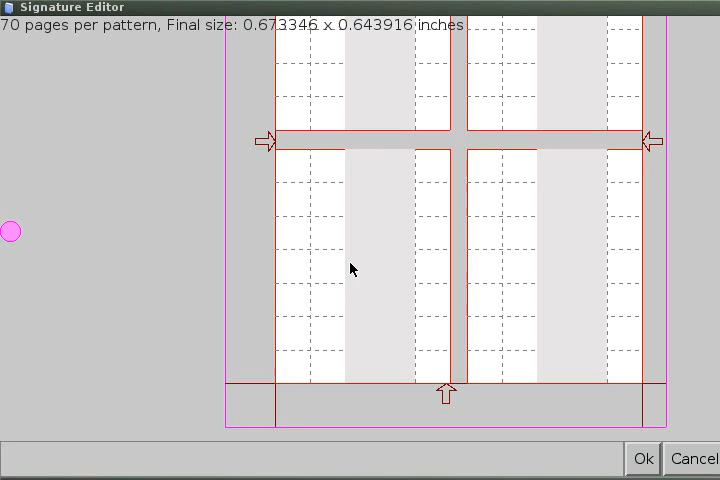 Signature Editor
70 pages per pattern, Final size: 0.673346 x 0.643916 inches
Ok
Cancel